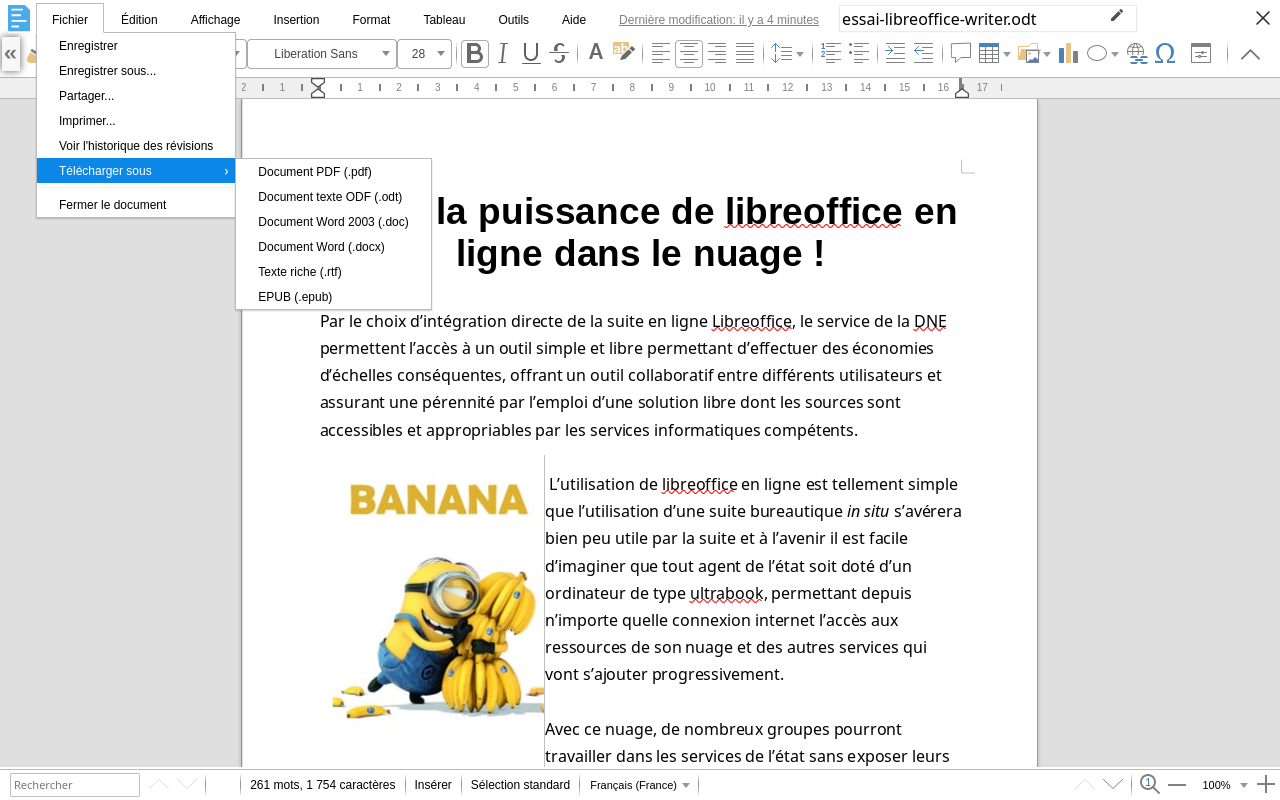 Fichier Édition Affichage Insertion Format Tableau Outils Aide Dernière modification: il y a 4 minutes essai-libreoffice-writer.odt
Enregistrer
Enregistrer sous...
Partager...
Imprimer...
Voir l'historique des révisions
Télécharger sous ›
Fermer le document
Document PDF (.pdf)
Document texte ODF (.odt)
Document Word 2003 (.doc)
Document Word (.docx)
Texte riche (.rtf)
EPUB (.epub)
Liberation Sans 28 B I U S A ab Ω
2 1 1 2 3 4 5 6 7 8 9 10 11 12 13 14 15 16 17
la puissance de libreoffice en
ligne dans le nuage !
Par le choix d’intégration directe de la suite en ligne Libreoffice, le service de la DNE
permettent l’accès à un outil simple et libre permettant d’effectuer des économies
d’échelles conséquentes, offrant un outil collaboratif entre différents utilisateurs et
assurant une pérennité par l’emploi d’une solution libre dont les sources sont
accessibles et appropriables par les services informatiques compétents.
BANANA
L’utilisation de libreoffice en ligne est tellement simple
que l’utilisation d’une suite bureautique in situ s’avérera
bien peu utile par la suite et à l’avenir il est facile
d’imaginer que tout agent de l’état soit doté d’un
ordinateur de type ultrabook, permettant depuis
n’importe quelle connexion internet l’accès aux
ressources de son nuage et des autres services qui
vont s’ajouter progressivement.
Avec ce nuage, de nombreux groupes pourront
travailler dans les services de l’état sans exposer leurs
Rechercher 261 mots, 1 754 caractères Insérer Sélection standard Français (France) 1 100%